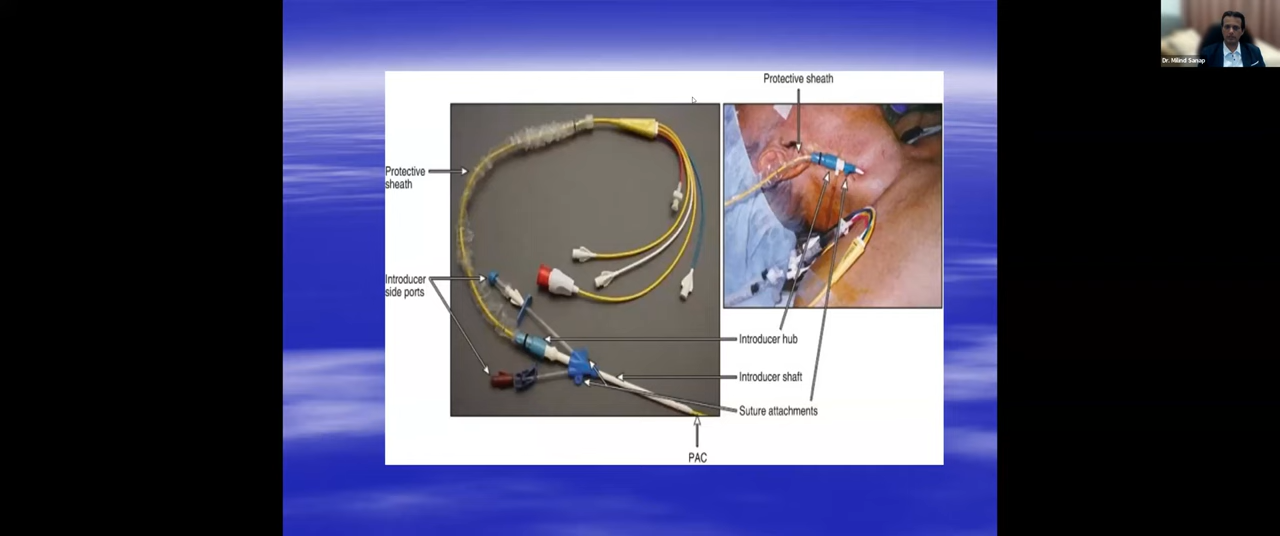 Dr. Milind Sanap
Protective sheath
Protective
sheath
Introducer
side ports
Introducer hub
Introducer shaft
Suture attachments
PAC